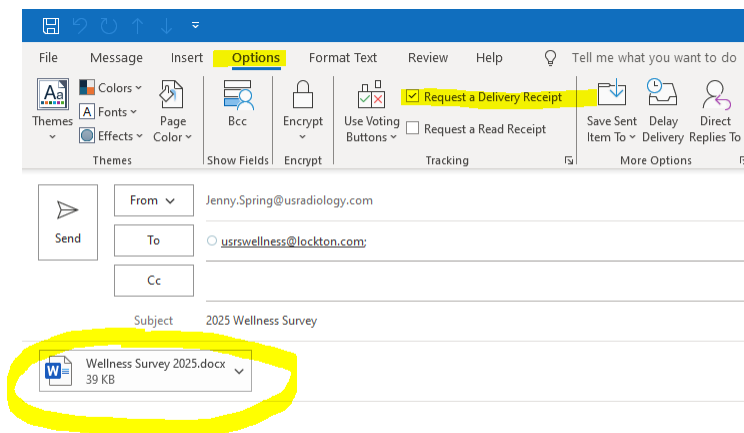 File Message Insert Options Format Text Review Help Tell me what you want to do
Aa Colors Request a Delivery Receipt
A Fonts
Themes Effects Page Color Bcc Encrypt Use Voting Buttons Request a Read Receipt Save Sent Item To Delay Delivery Direct Replies To
Themes Show Fields Encrypt Tracking More Options
Send From Jenny.Spring@usradiology.com
To usrswellness@lockton.com;
Cc
Subject 2025 Wellness Survey
W Wellness Survey 2025.docx
39 KB